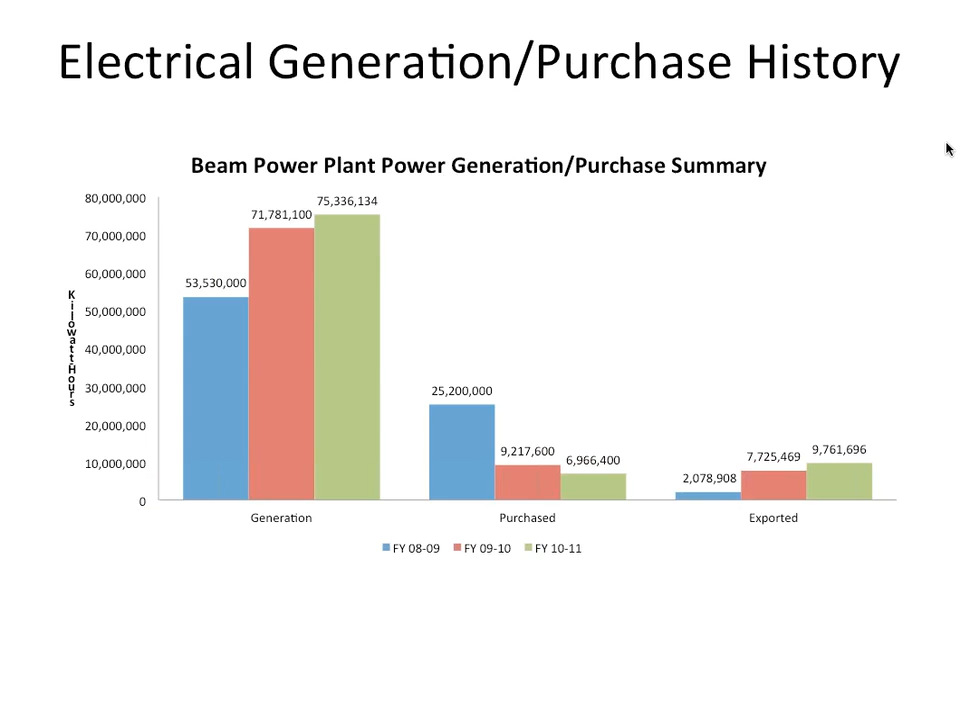 Electrical Generation/Purchase History
Beam Power Plant Power Generation/Purchase Summary
KilowattHours
80,000,000
70,000,000
60,000,000
50,000,000
40,000,000
30,000,000
20,000,000
10,000,000
0
53,530,000
71,781,100
75,336,134
25,200,000
9,217,600
6,966,400
2,078,908
7,725,469
9,761,696
Generation
Purchased
Exported
FY 08-09
FY 09-10
FY 10-11